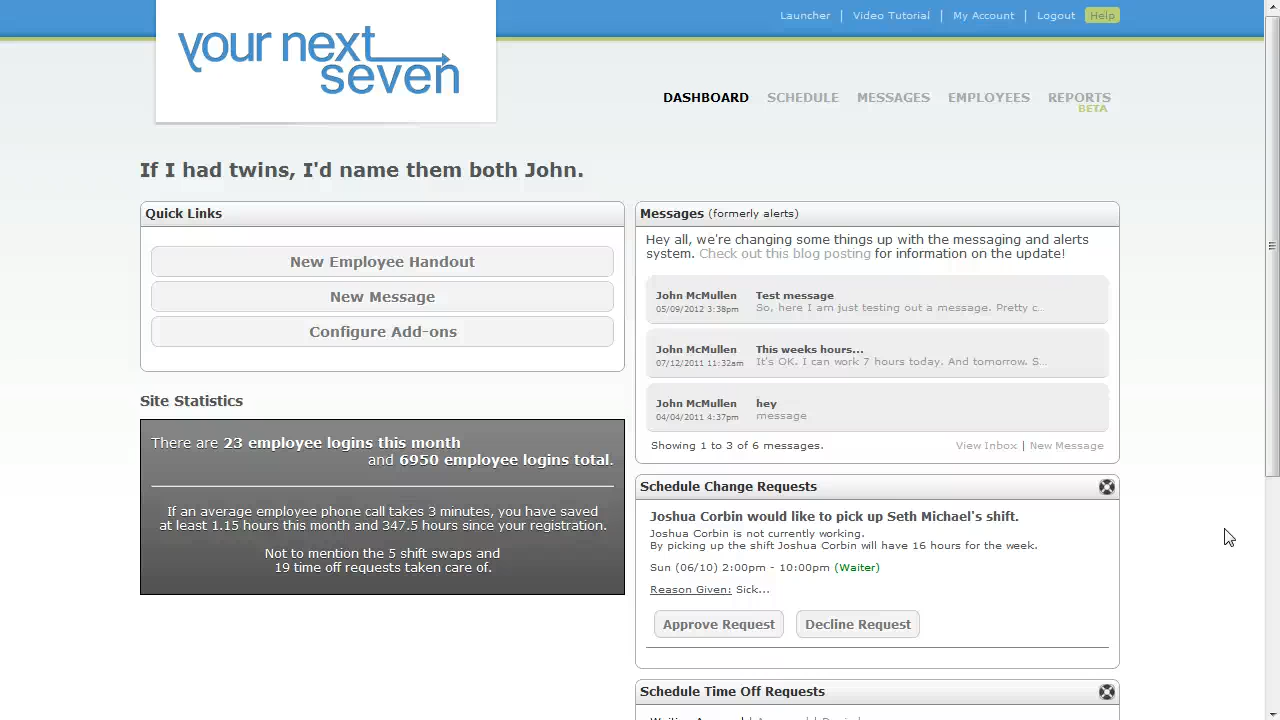 Launcher | Video Tutorial | My Account | Logout Help
your next
seven
DASHBOARD SCHEDULE MESSAGES EMPLOYEES REPORTS
BETA
If I had twins, I'd name them both John.
Quick Links
New Employee Handout
New Message
Configure Add-ons
Site Statistics
There are 23 employee logins this month
and 6950 employee logins total.
If an average employee phone call takes 3 minutes, you have saved
at least 1.15 hours this month and 347.5 hours since your registration.
Not to mention the 5 shift swaps and
19 time off requests taken care of.
Messages (formerly alerts)
Hey all, we're changing some things up with the messaging and alerts
system. Check out this blog posting for information on the update!
John McMullen Test message
05/09/2012 3:38pm So, here I am just testing out a message. Pretty c...
John McMullen This weeks hours...
07/12/2011 11:32am It's OK. I can work 7 hours today. And tomorrow. S...
John McMullen hey
04/04/2011 4:37pm message
Showing 1 to 3 of 6 messages. View Inbox | New Message
Schedule Change Requests
Joshua Corbin would like to pick up Seth Michael's shift.
Joshua Corbin is not currently working.
By picking up the shift Joshua Corbin will have 16 hours for the week.
Sun (06/10) 2:00pm - 10:00pm (Waiter)
Reason Given: Sick...
Approve Request Decline Request
Schedule Time Off Requests